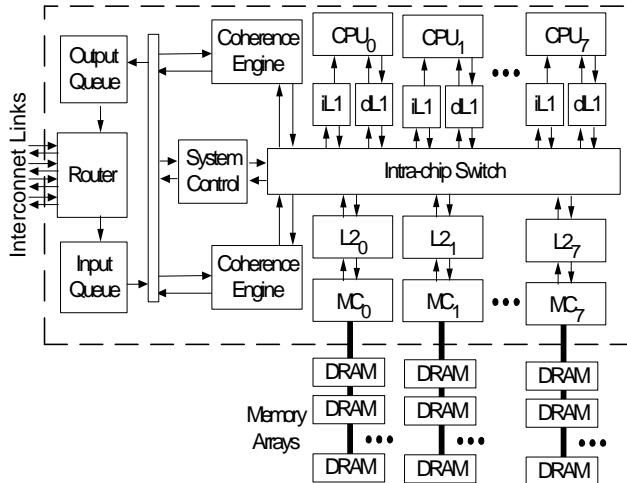 Output
Queue
Coherence
Engine
CPU0
CPU1
CPU7
iL1
dL1
iL1
dL1
iL1
dL1
Interconnet Links
Router
System
Control
Intra-chip Switch
Input
Queue
Coherence
Engine
L20
L21
L27
MC0
MC1
MC7
DRAM
DRAM
DRAM
Memory
Arrays
DRAM
DRAM
DRAM
DRAM
DRAM
DRAM